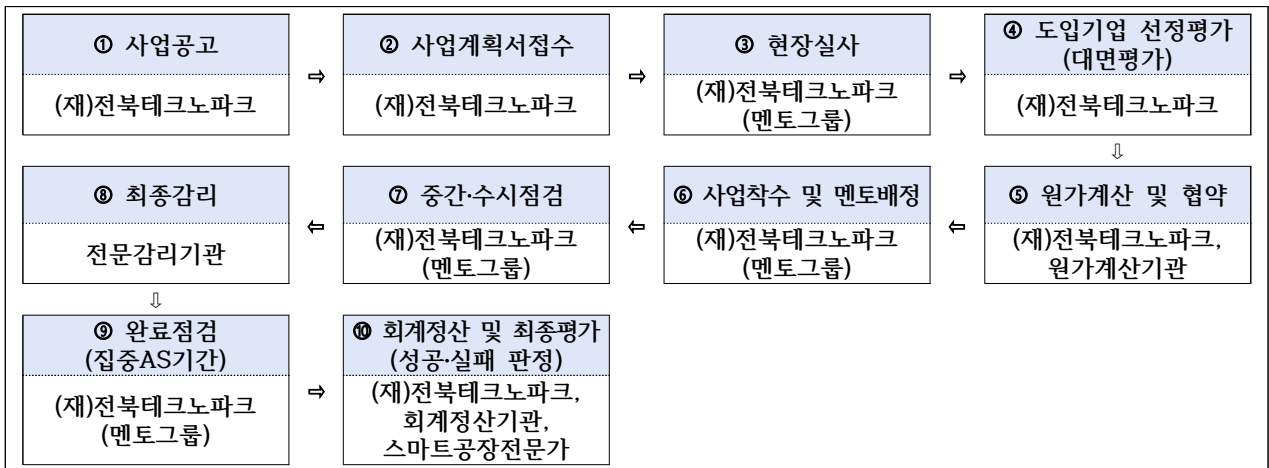 ① 사업공고
(재)전북테크노파크
⇨
② 사업계획서접수
(재)전북테크노파크
⇨
③ 현장실사
(재)전북테크노파크
(멘토그룹)
⇨
④ 도입기업 선정평가
(대면평가)
(재)전북테크노파크
⇩
⑤ 원가계산 및 협약
(재)전북테크노파크,
원가계산기관
⇦
⑥ 사업착수 및 멘토배정
(재)전북테크노파크
(멘토그룹)
⇦
⑦ 중간·수시점검
(재)전북테크노파크
(멘토그룹)
⇦
⑧ 최종감리
전문감리기관
⇩
⑨ 완료점검
(집중AS기간)
(재)전북테크노파크
(멘토그룹)
⇨
⑩ 회계정산 및 최종평가
(성공·실패 판정)
(재)전북테크노파크,
회계정산기관,
스마트공장전문가